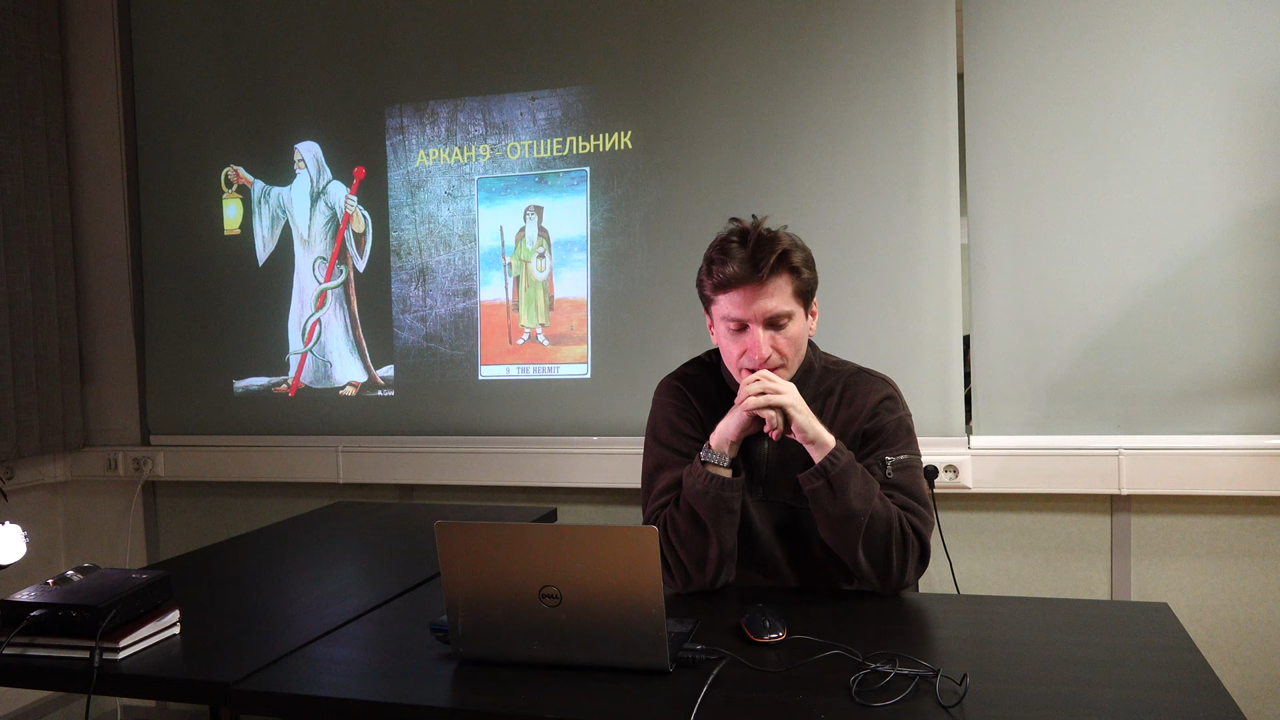 АРКАН 9 - ОТШЕЛЬНИК
9 THE HERMIT
DELL